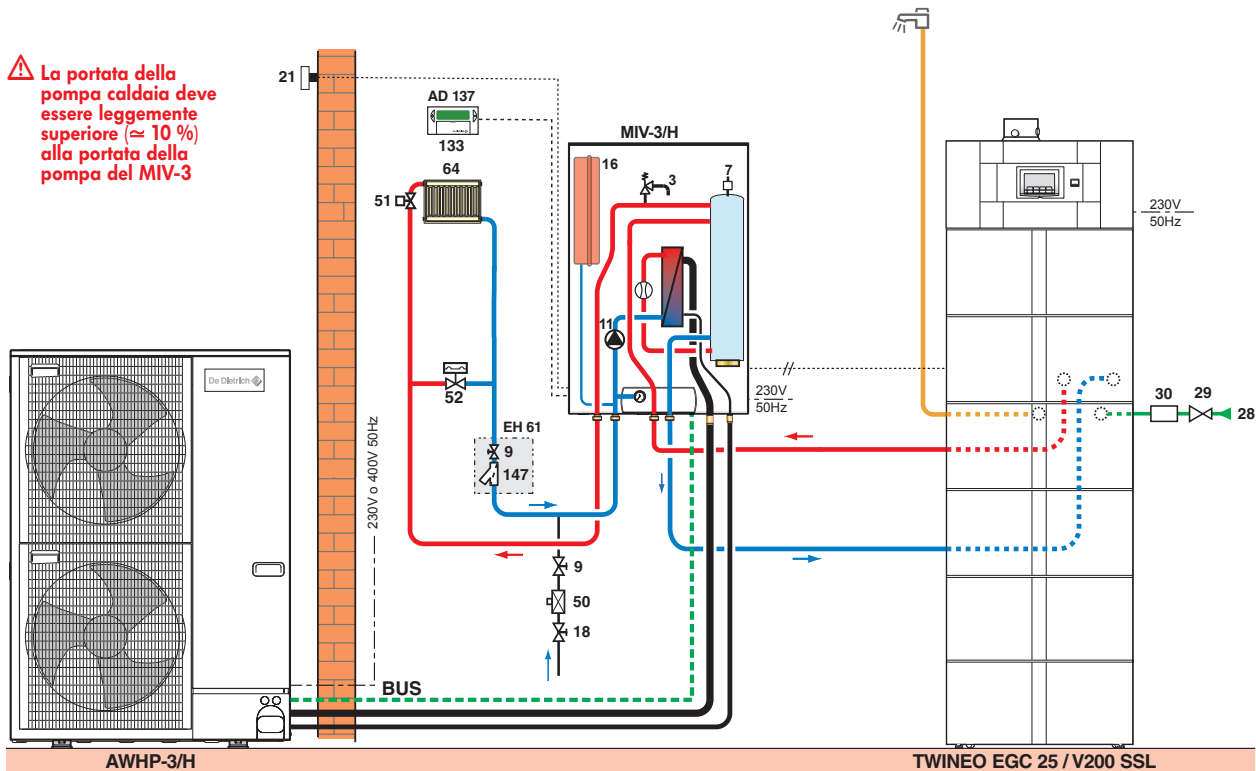 ⚠ La portata della
pompa caldaia deve
essere leggemente
superiore (≃ 10 %)
alla portata della
pompa del MIV-3
21
AD 137
133
64
51
52
EH 61
9
147
MIV-3/H
16
3
7
11
230V
50Hz
230V
50Hz
30
29
28
De Dietrich
230V o 400V 50Hz
9
50
18
BUS
AWHP-3/H
TWINEO EGC 25 / V200 SSL